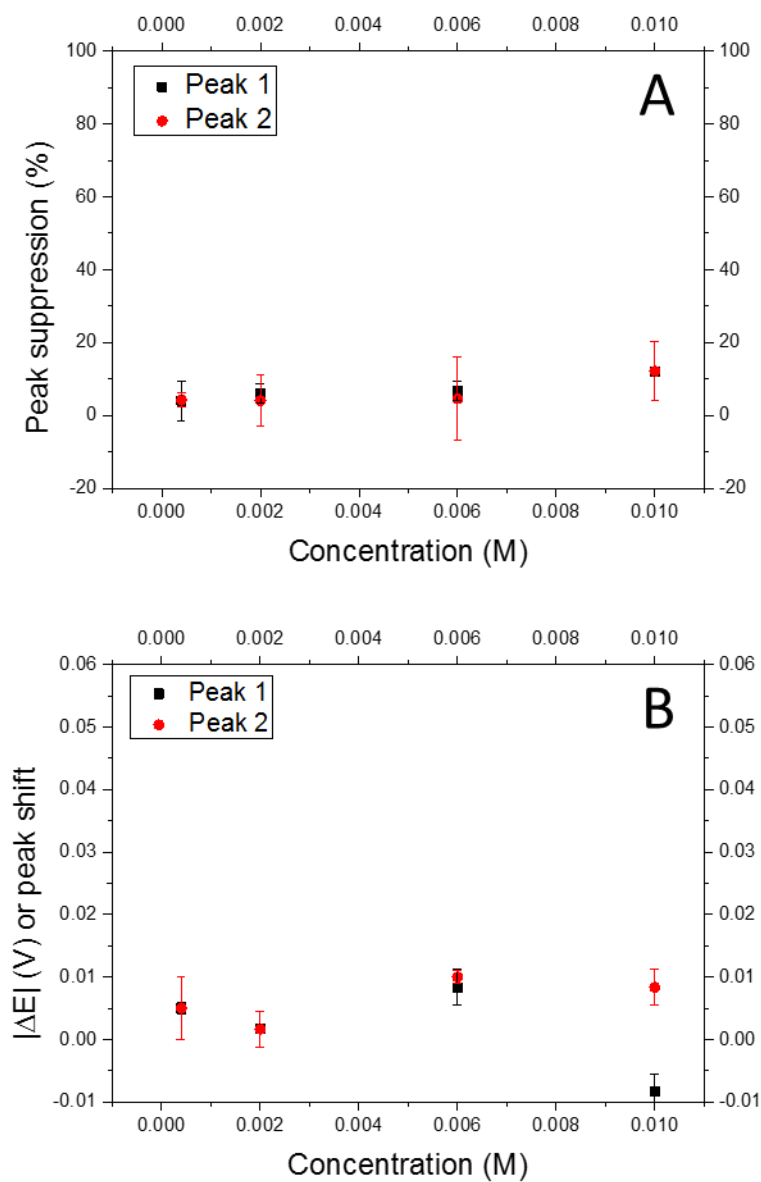 0.000 0.002 0.004 0.006 0.008 0.010
100 100
Peak 1
Peak 2
A
80 80
60 60
40 40
20 20
0 0
-20 -20
Peak suppression (%)
0.000 0.002 0.004 0.006 0.008 0.010
Concentration (M)
0.000 0.002 0.004 0.006 0.008 0.010
0.06 0.06
Peak 1
Peak 2
B
0.05 0.05
0.04 0.04
0.03 0.03
0.02 0.02
0.01 0.01
0.00 0.00
-0.01 -0.01
|ΔE| (V) or peak shift
0.000 0.002 0.004 0.006 0.008 0.010
Concentration (M)